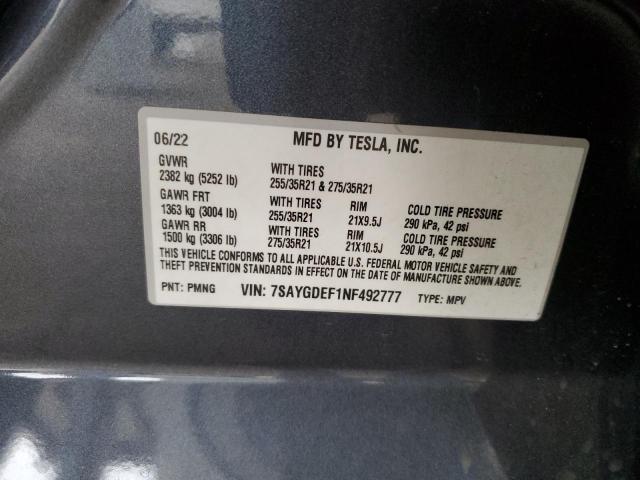 06/22 MFD BY TESLA, INC.
GVWR WITH TIRES
2382 kg (5252 lb) 255/35R21 & 275/35R21
GAWR FRT WITH TIRES RIM COLD TIRE PRESSURE
1363 kg (3004 lb) 255/35R21 21X9.5J 290 kPa, 42 psi
GAWR RR WITH TIRES RIM COLD TIRE PRESSURE
1500 kg (3306 lb) 275/35R21 21X10.5J 290 kPa, 42 psi
THIS VEHICLE CONFORMS TO ALL APPLICABLE U.S. FEDERAL MOTOR VEHICLE SAFETY AND
THEFT PREVENTION STANDARDS IN EFFECT ON THE DATE OF MANUFACTURE SHOWN ABOVE.
PNT: PMNG VIN: 7SAYGDEF1NF492777 TYPE: MPV